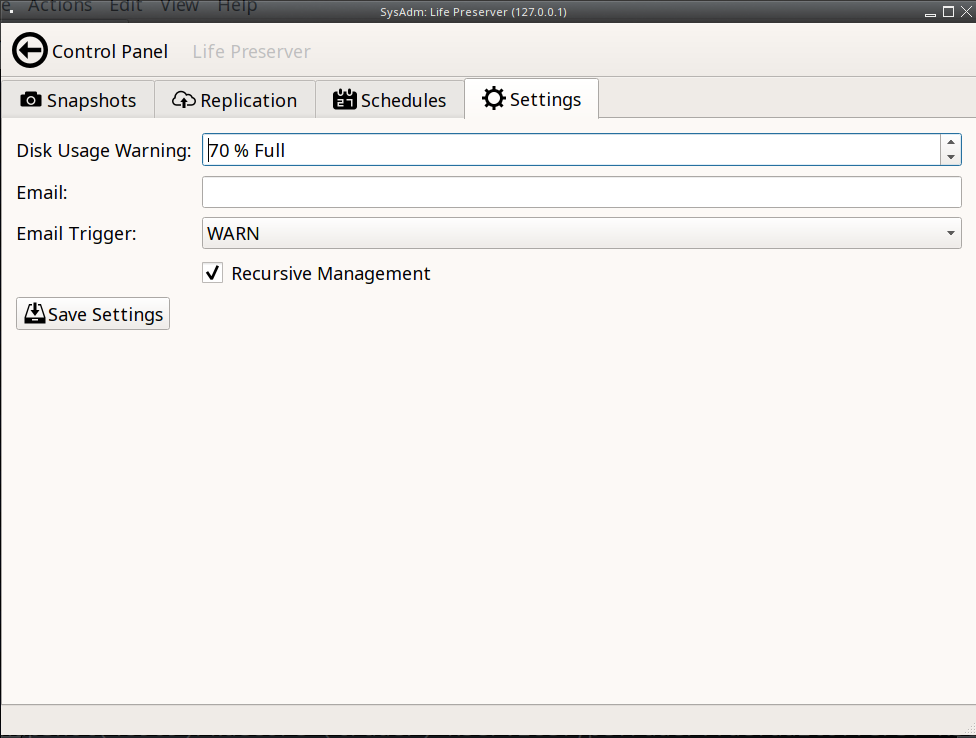 Actions Edit View Help
SysAdm: Life Preserver (127.0.0.1)
Control Panel Life Preserver
Snapshots Replication Schedules Settings
Disk Usage Warning: 70 % Full
Email:
Email Trigger: WARN
Recursive Management
Save Settings